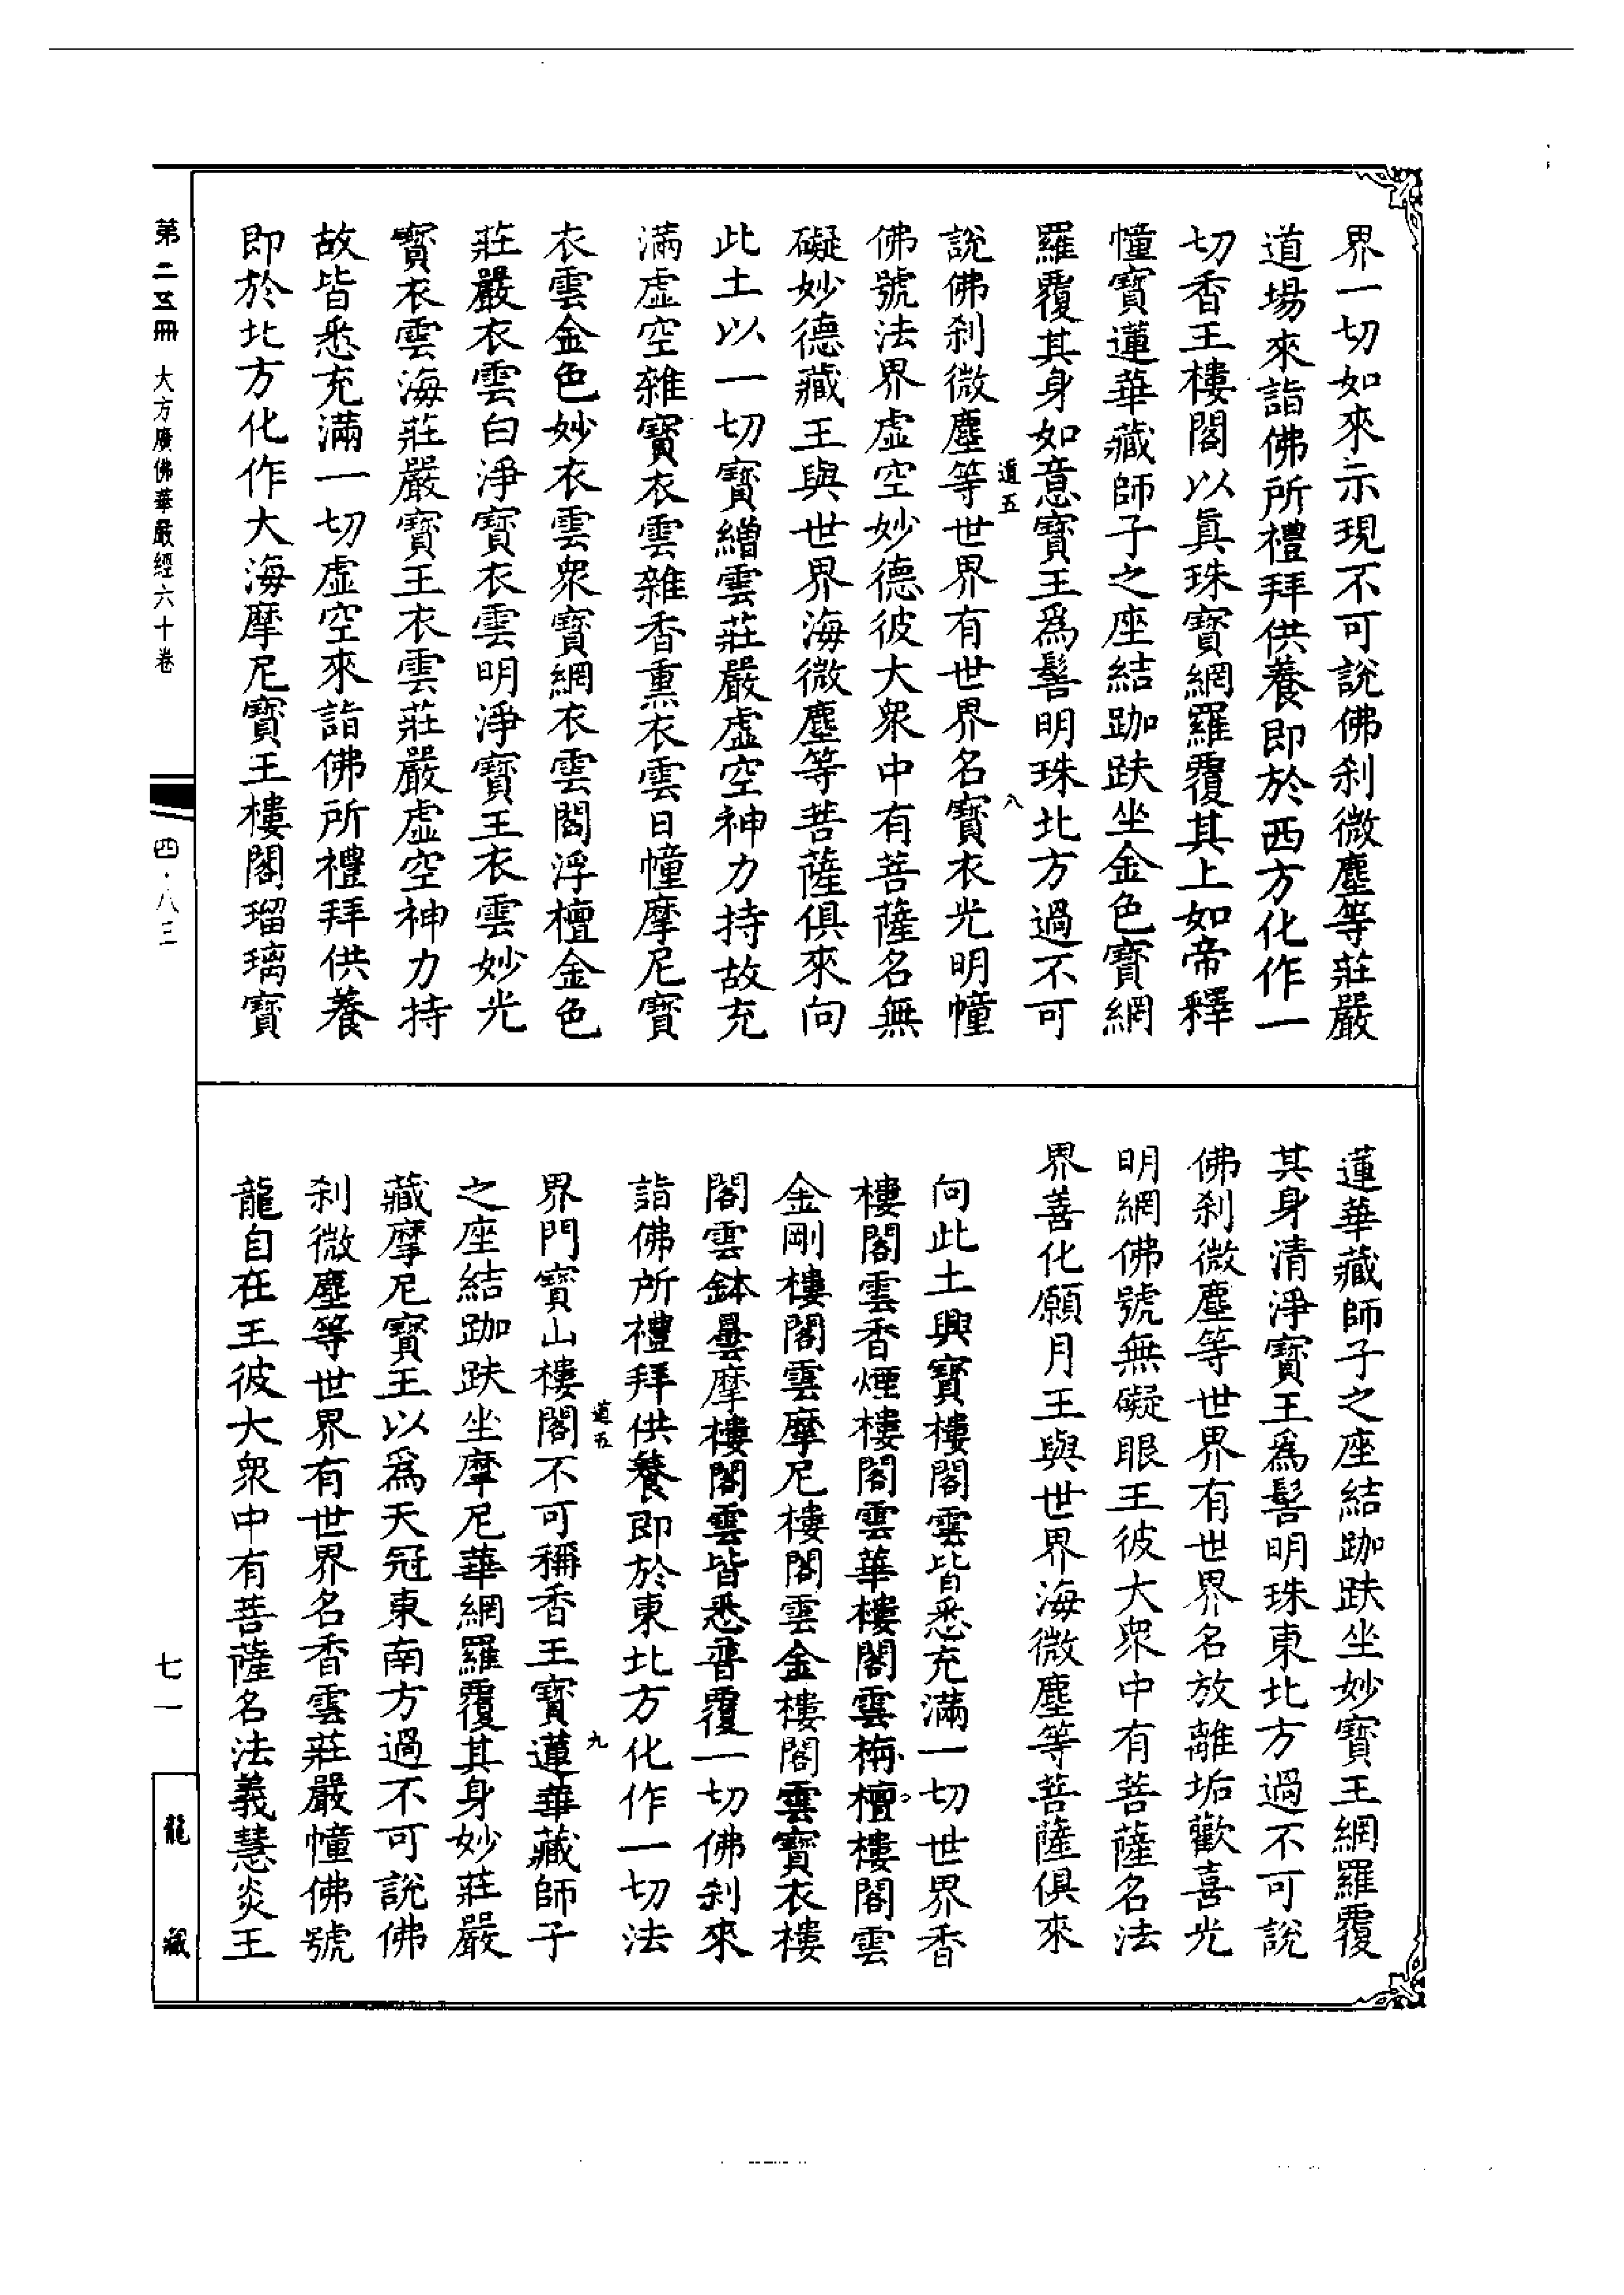 界一切如來示現不可說佛刹微塵等莊嚴
道場來詣佛所禮拜供養即於西方化作一
切香王樓閣以真珠寶網羅覆其上如帝釋
幢寶蓮華藏師子之座結跏趺坐金色寶網
羅覆其身如意寶王爲髻明珠北方過不可
道五
八
說佛刹微塵等世界有世界名寶衣光明幢
佛號法界虛空妙德彼大衆中有菩薩名無
礙妙德藏王與世界海微塵等菩薩俱來向
此土以一切寶繒雲莊嚴虛空神力持故充
滿虛空雜寶衣雲雜香熏衣雲日幢摩尼寶
衣雲金色妙衣雲衆寶網衣雲閻浮檀金色
莊嚴衣雲白淨寶衣雲明淨寶王衣雲妙光
寶衣雲海莊嚴寶王衣雲莊嚴虛空神力持
故皆悉充滿一切虛空來詣佛所禮拜供養
即於北方化作大海摩尼寶王樓閣瑠璃寶
蓮華藏師子之座結跏趺坐妙寶王網羅覆
其身清淨寶王爲髻明珠東北方過不可說
佛刹微塵等世界有世界名放離垢歡喜光
明網佛號無礙眼王彼大衆中有菩薩名法
界善化願月王與世界海微塵等菩薩俱來
向此土興寶樓閣雲皆悉充滿一切世界香
樓閣雲香煙樓閣雲華樓閣雲栴檀樓閣雲
金剛樓閣雲摩尼樓閣雲金樓閣雲寶衣樓
閣雲鉢曇摩樓閣雲皆悉普覆一切佛刹來
詣佛所禮拜供養即於東北方化作一切法
道五
九
界門寶山樓閣不可稱香王寶蓮華藏師子
之座結跏趺坐摩尼華網羅覆其身妙莊嚴
藏摩尼寶王以爲天冠東南方過不可說佛
刹微塵等世界有世界名香雲莊嚴幢佛號
龍自在王彼大衆中有菩薩名法義慧炎王
第二五冊 大方廣佛華嚴經六十卷
四·八三
七一
龍藏